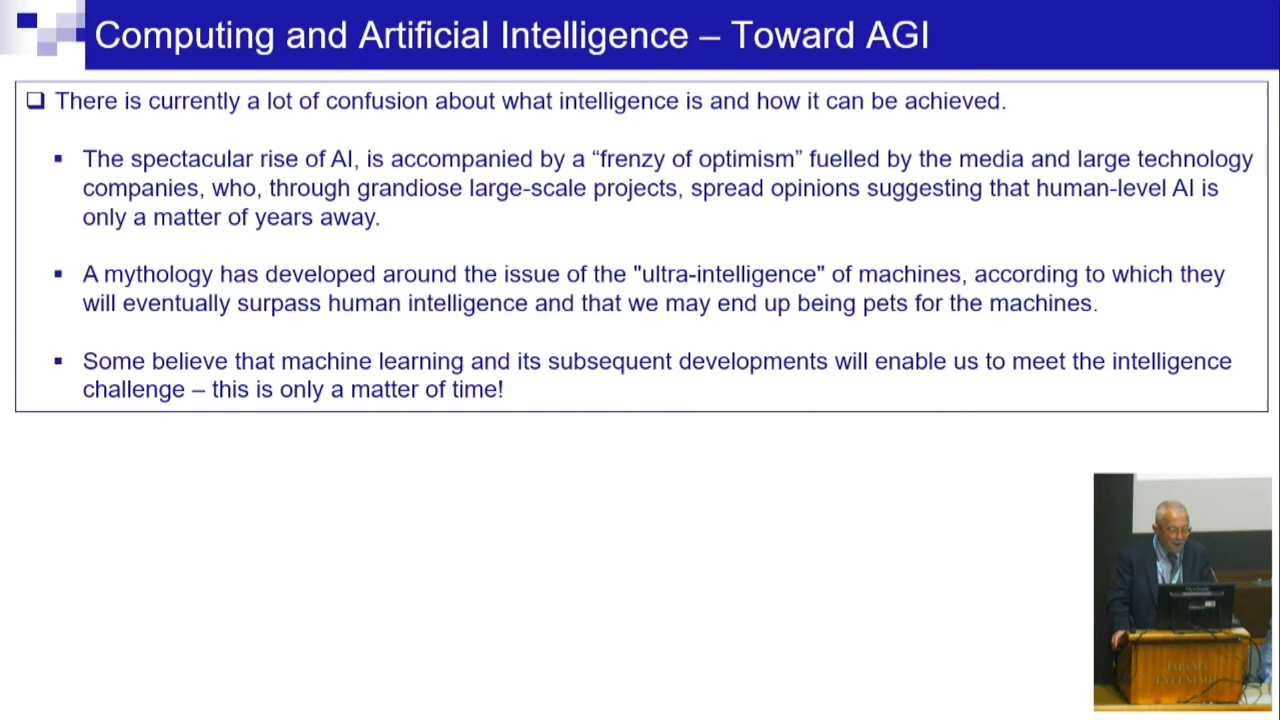 Computing and Artificial Intelligence – Toward AGI
There is currently a lot of confusion about what intelligence is and how it can be achieved.
The spectacular rise of AI, is accompanied by a “frenzy of optimism” fuelled by the media and large technology
companies, who, through grandiose large-scale projects, spread opinions suggesting that human-level AI is
only a matter of years away.
A mythology has developed around the issue of the "ultra-intelligence" of machines, according to which they
will eventually surpass human intelligence and that we may end up being pets for the machines.
Some believe that machine learning and its subsequent developments will enable us to meet the intelligence
challenge – this is only a matter of time!